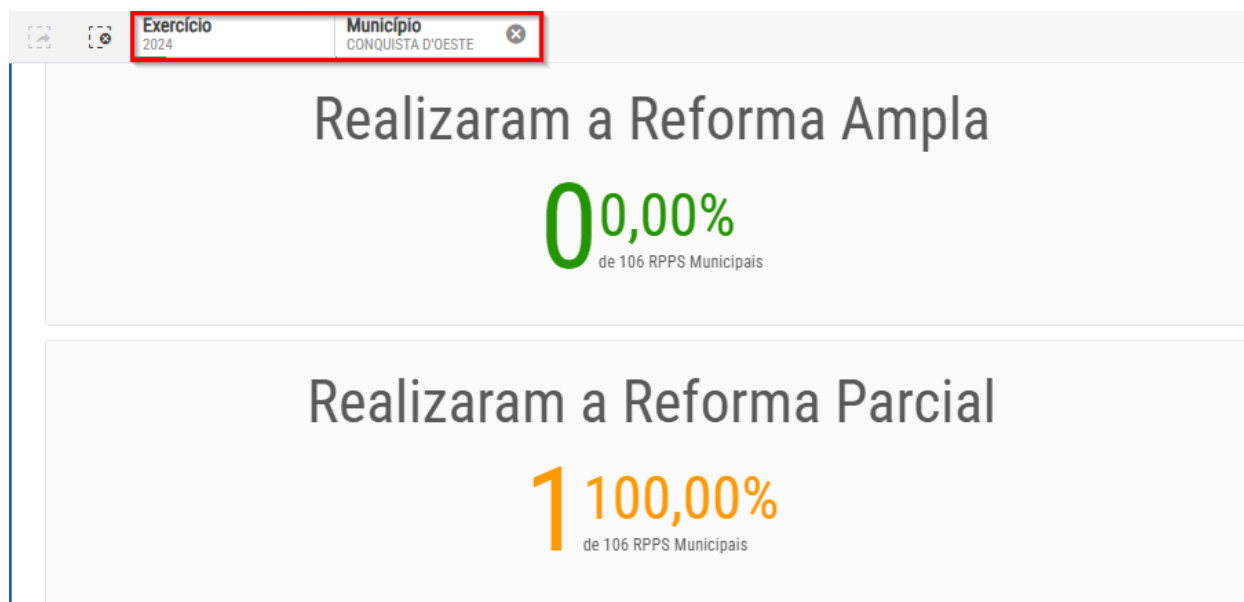 Exercício
2024
Município
CONQUISTA D'OESTE
Realizaram a Reforma Ampla
0 0,00%
de 106 RPPS Municipais
Realizaram a Reforma Parcial
1 100,00%
de 106 RPPS Municipais